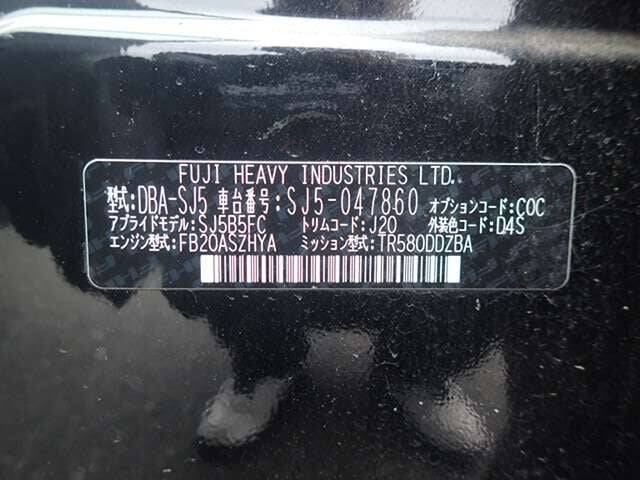 FUJI HEAVY INDUSTRIES LTD.
型式:DBA-SJ5 車台番号:SJ5-047860 オプションコード:COC
アプライドモデル:SJ5B5FC トリムコード:J20 外装色コード:D4S
エンジン型式:FB20ASZHYA ミッション型式:TR580DDZBA